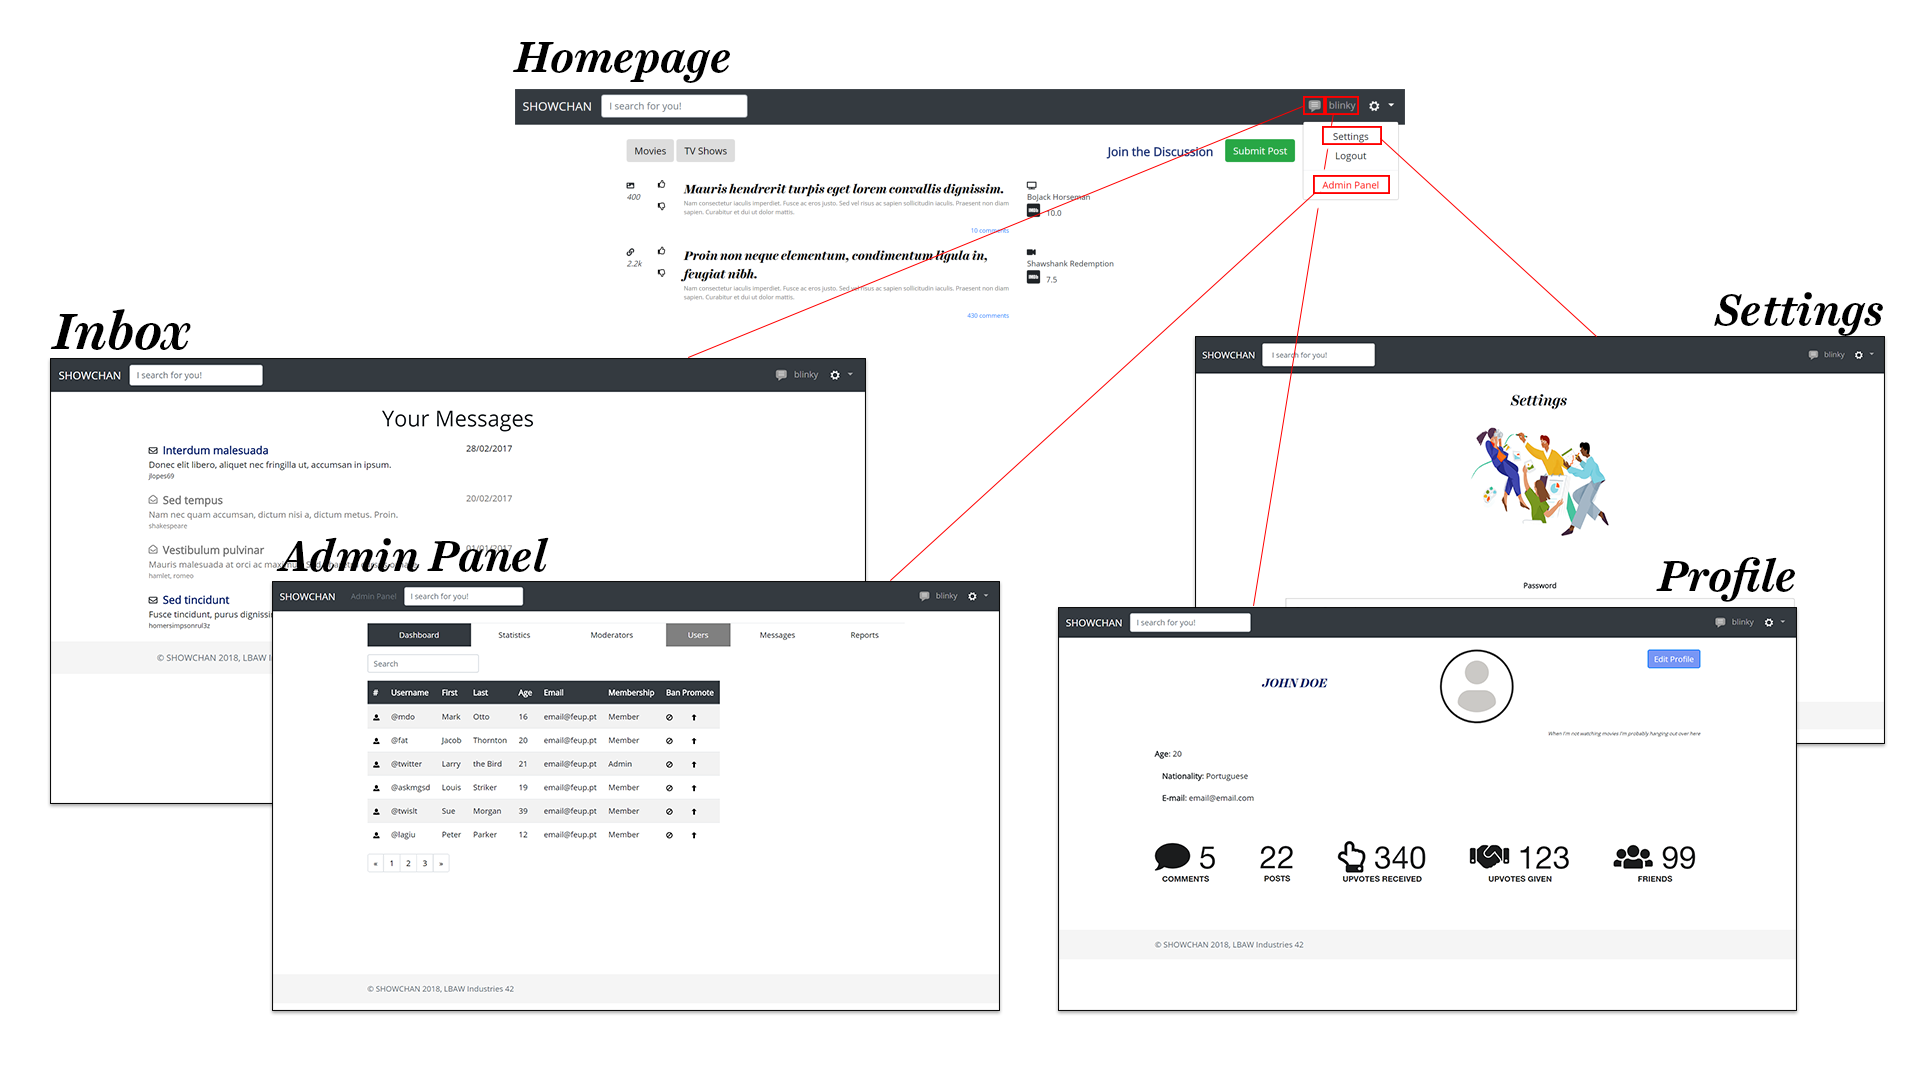 Homepage
SHOWCHAN I search for you! blinky
Settings
Logout
Admin Panel
Movies TV Shows Join the Discussion Submit Post
400
Mauris hendrerit turpis eget lorem convallis dignissim.
Nam consectetur iaculis imperdiet. Fusce ac eros justo. Sed vel risus ac sapien sollicitudin iaculis. Praesent non diam
sapien. Curabitur et dui ut dolor mattis.
10 comments
BoJack Horseman
10.0
2.2k
Proin non neque elementum, condimentum ligula in,
feugiat nibh.
Nam consectetur iaculis imperdiet. Fusce ac eros justo. Sed vel risus ac sapien sollicitudin iaculis. Praesent non diam
sapien. Curabitur et dui ut dolor mattis.
430 comments
Shawshank Redemption
7.5
Inbox
SHOWCHAN I search for you! blinky
Your Messages
Interdum malesuada 28/02/2017
Donec elit libero, aliquet nec fringilla ut, accumsan in ipsum.
jlopes69
Sed tempus 20/02/2017
Nam nec quam accumsan, dictum nisi a, dictum metus. Proin.
shakespeare
Vestibulum pulvinar 01/01/2017
Mauris malesuada at orci ac
hamlet, romeo
Sed tincidunt
Fusce tincidunt, purus
homersimpsonrul3z
© SHOWCHAN 2018, LBAW
Admin Panel
SHOWCHAN Admin Panel I search for you! blinky
Dashboard Statistics Moderators Users Messages Reports
Search
# Username First Last Age Email Membership Ban Promote
@mdo Mark Otto 16 email@feup.pt Member
@fat Jacob Thornton 20 email@feup.pt Member
@twitter Larry the Bird 21 email@feup.pt Admin
@askmgsd Louis Striker 19 email@feup.pt Member
@twislt Sue Morgan 39 email@feup.pt Member
@lagiu Peter Parker 12 email@feup.pt Member
« 1 2 3 »
© SHOWCHAN 2018, LBAW Industries 42
Settings
SHOWCHAN I search for you! blinky
Settings
Password
Profile
SHOWCHAN I search for you! blinky
JOHN DOE
Edit Profile
When I'm not watching movies I'm probably hanging out over here
Age: 20
Nationality: Portuguese
E-mail: email@email.com
5 22 340 123 99
COMMENTS POSTS UPVOTES RECEIVED UPVOTES GIVEN FRIENDS
© SHOWCHAN 2018, LBAW Industries 42